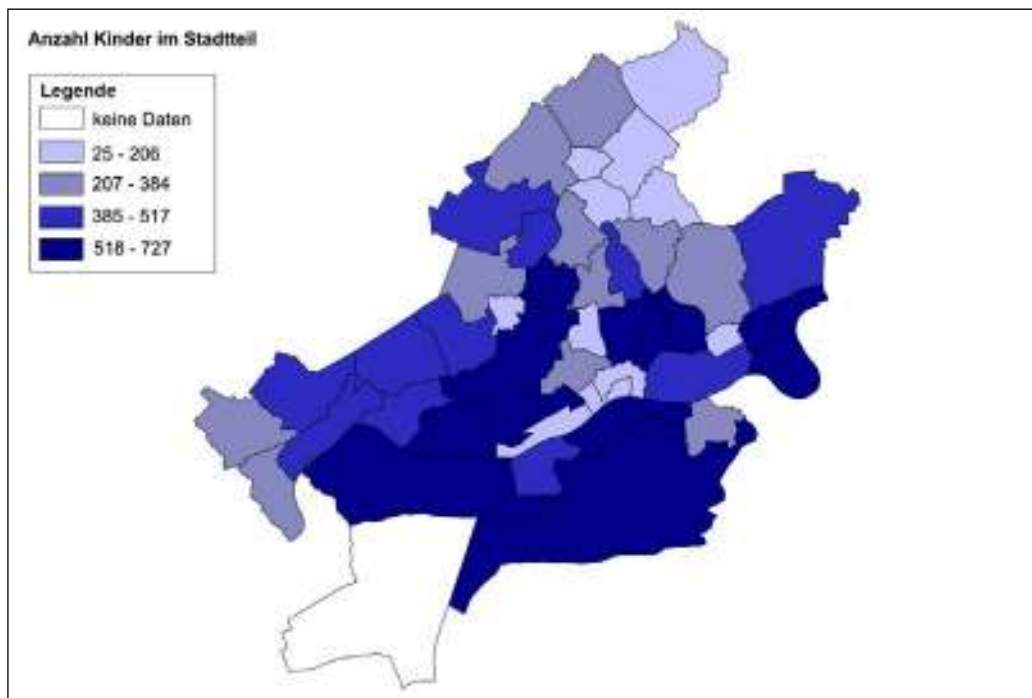 Anzahl Kinder im Stadtteil
Legende
keine Daten
25 - 206
207 - 384
385 - 517
518 - 727